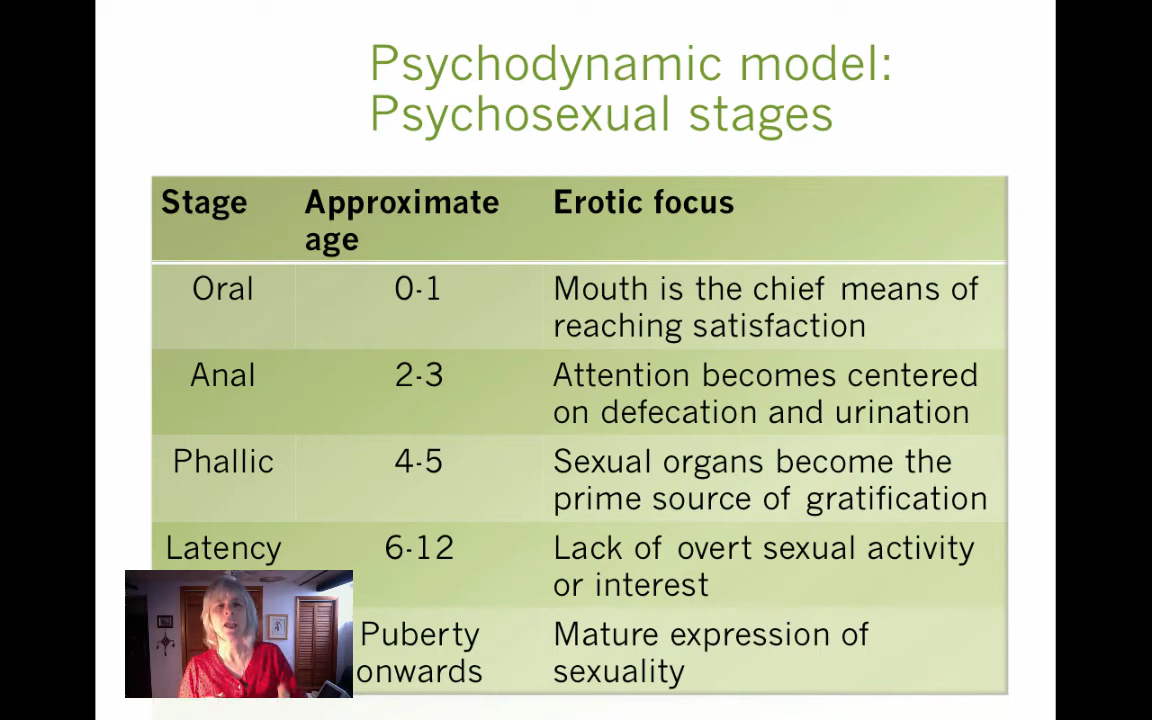 Psychodynamic model:
Psychosexual stages
Stage Approximate age Erotic focus
Oral 0-1 Mouth is the chief means of
reaching satisfaction
Anal 2-3 Attention becomes centered
on defecation and urination
Phallic 4-5 Sexual organs become the
prime source of gratification
Latency 6-12 Lack of overt sexual activity
or interest
Puberty Mature expression of
onwards sexuality